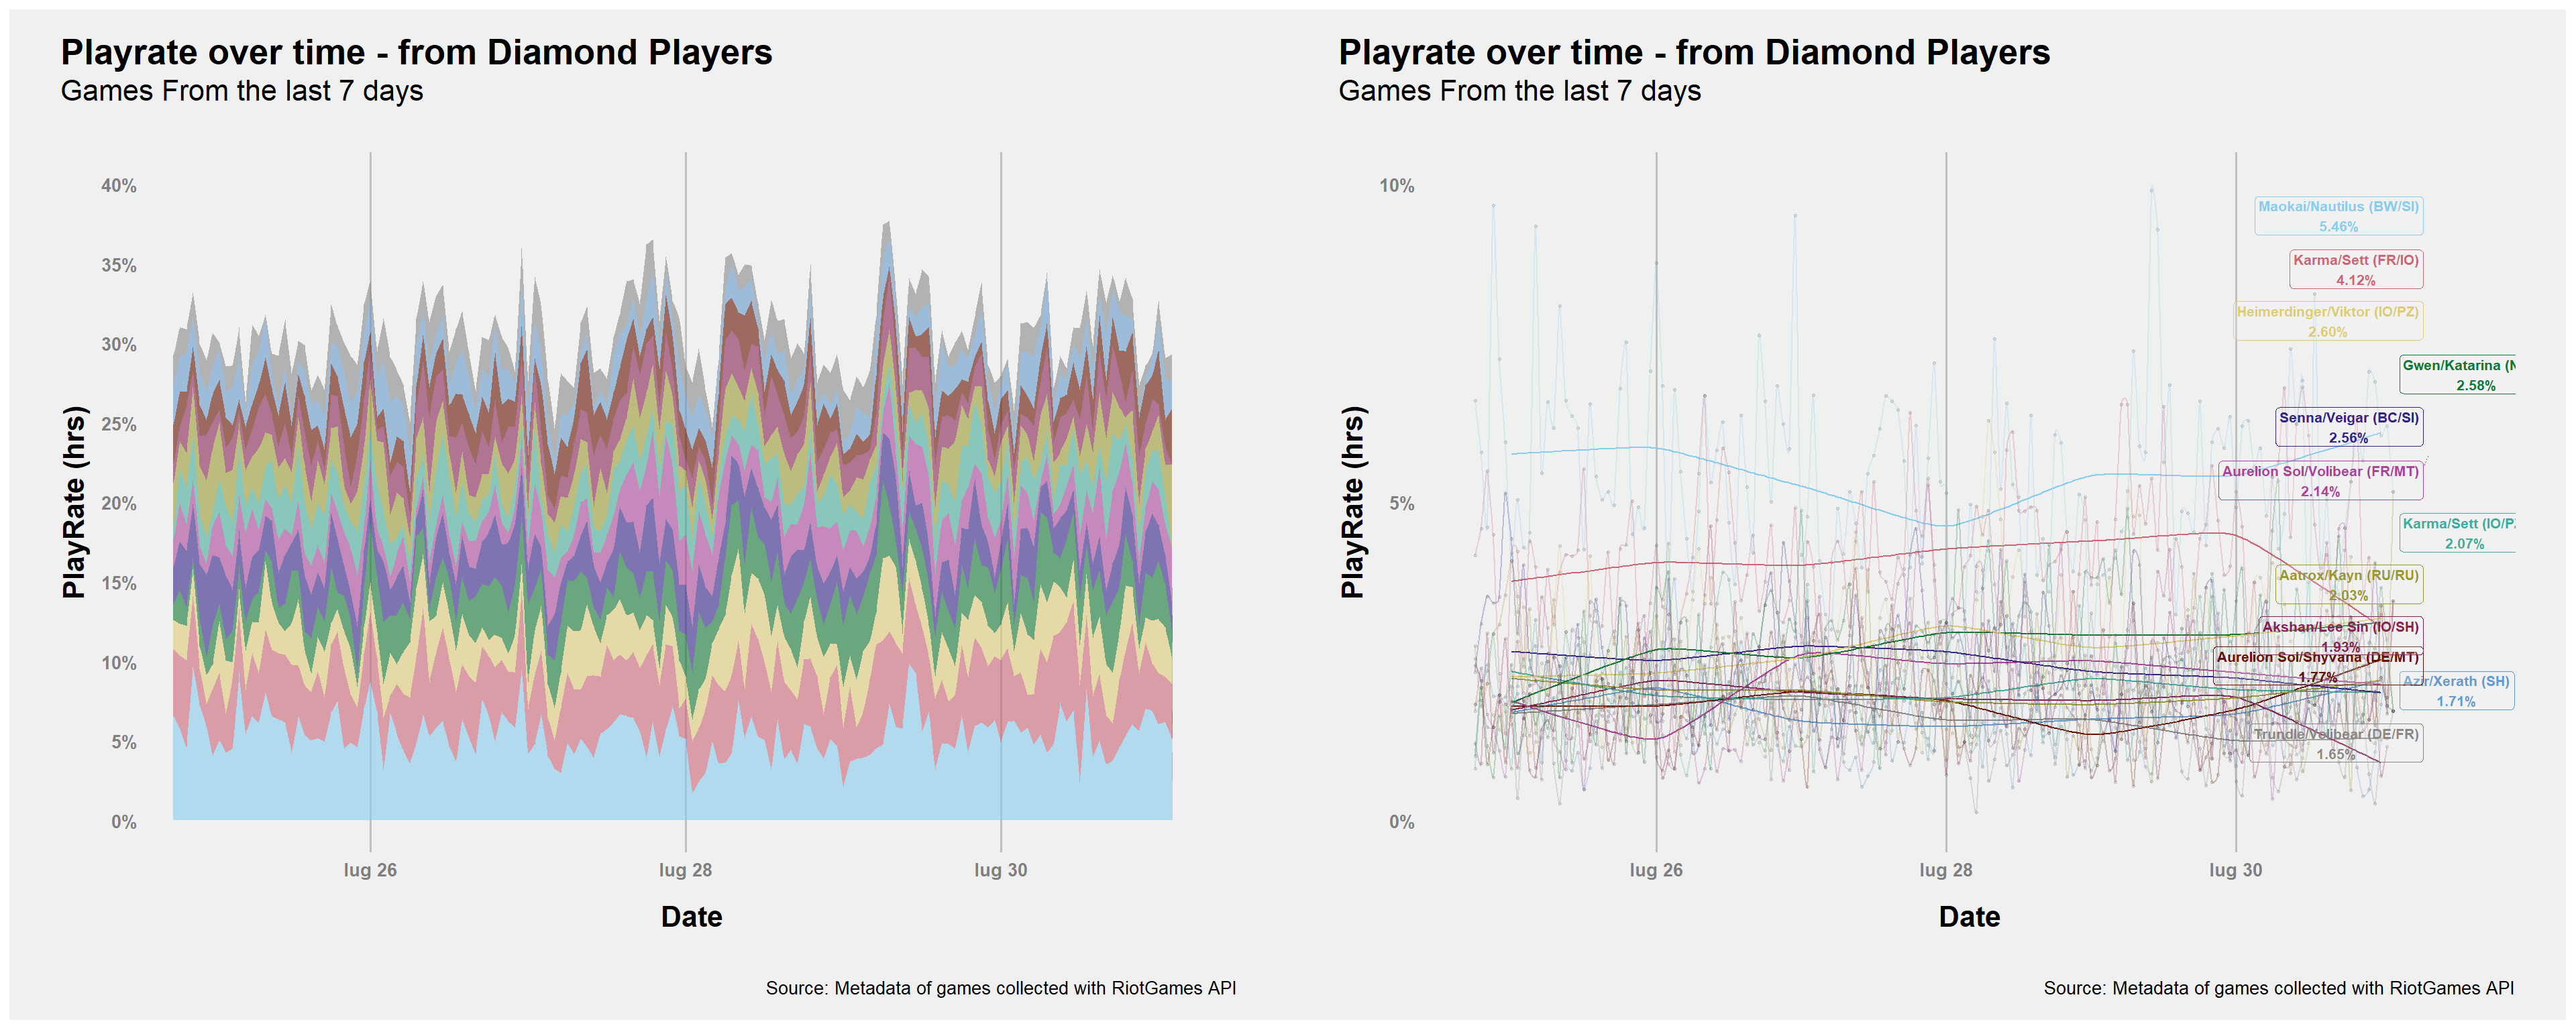 Playrate over time - from Diamond Players
Games From the last 7 days
40%
35%
30%
25%
20%
15%
10%
5%
0%
PlayRate (hrs)
lug 26
lug 28
lug 30
Date
Source: Metadata of games collected with RiotGames API
Playrate over time - from Diamond Players
Games From the last 7 days
10%
5%
0%
PlayRate (hrs)
Maokai/Nautilus (BW/SI)
5.46%
Karma/Sett (FR/IO)
4.12%
Heimerdinger/Viktor (IO/PZ)
2.60%
Gwen/Katarina (N
2.58%
Senna/Veigar (BC/SI)
2.56%
Aurelion Sol/Volibear (FR/MT)
2.14%
Karma/Sett (IO/PZ
2.07%
Aatrox/Kayn (RU/RU)
2.03%
Akshan/Lee Sin (IO/SH)
1.93%
Aurelion Sol/Shyvana (DE/MT)
1.77%
Azir/Xerath (SH)
1.71%
Trundle/Volibear (DE/FR)
1.65%
lug 26
lug 28
lug 30
Date
Source: Metadata of games collected with RiotGames API